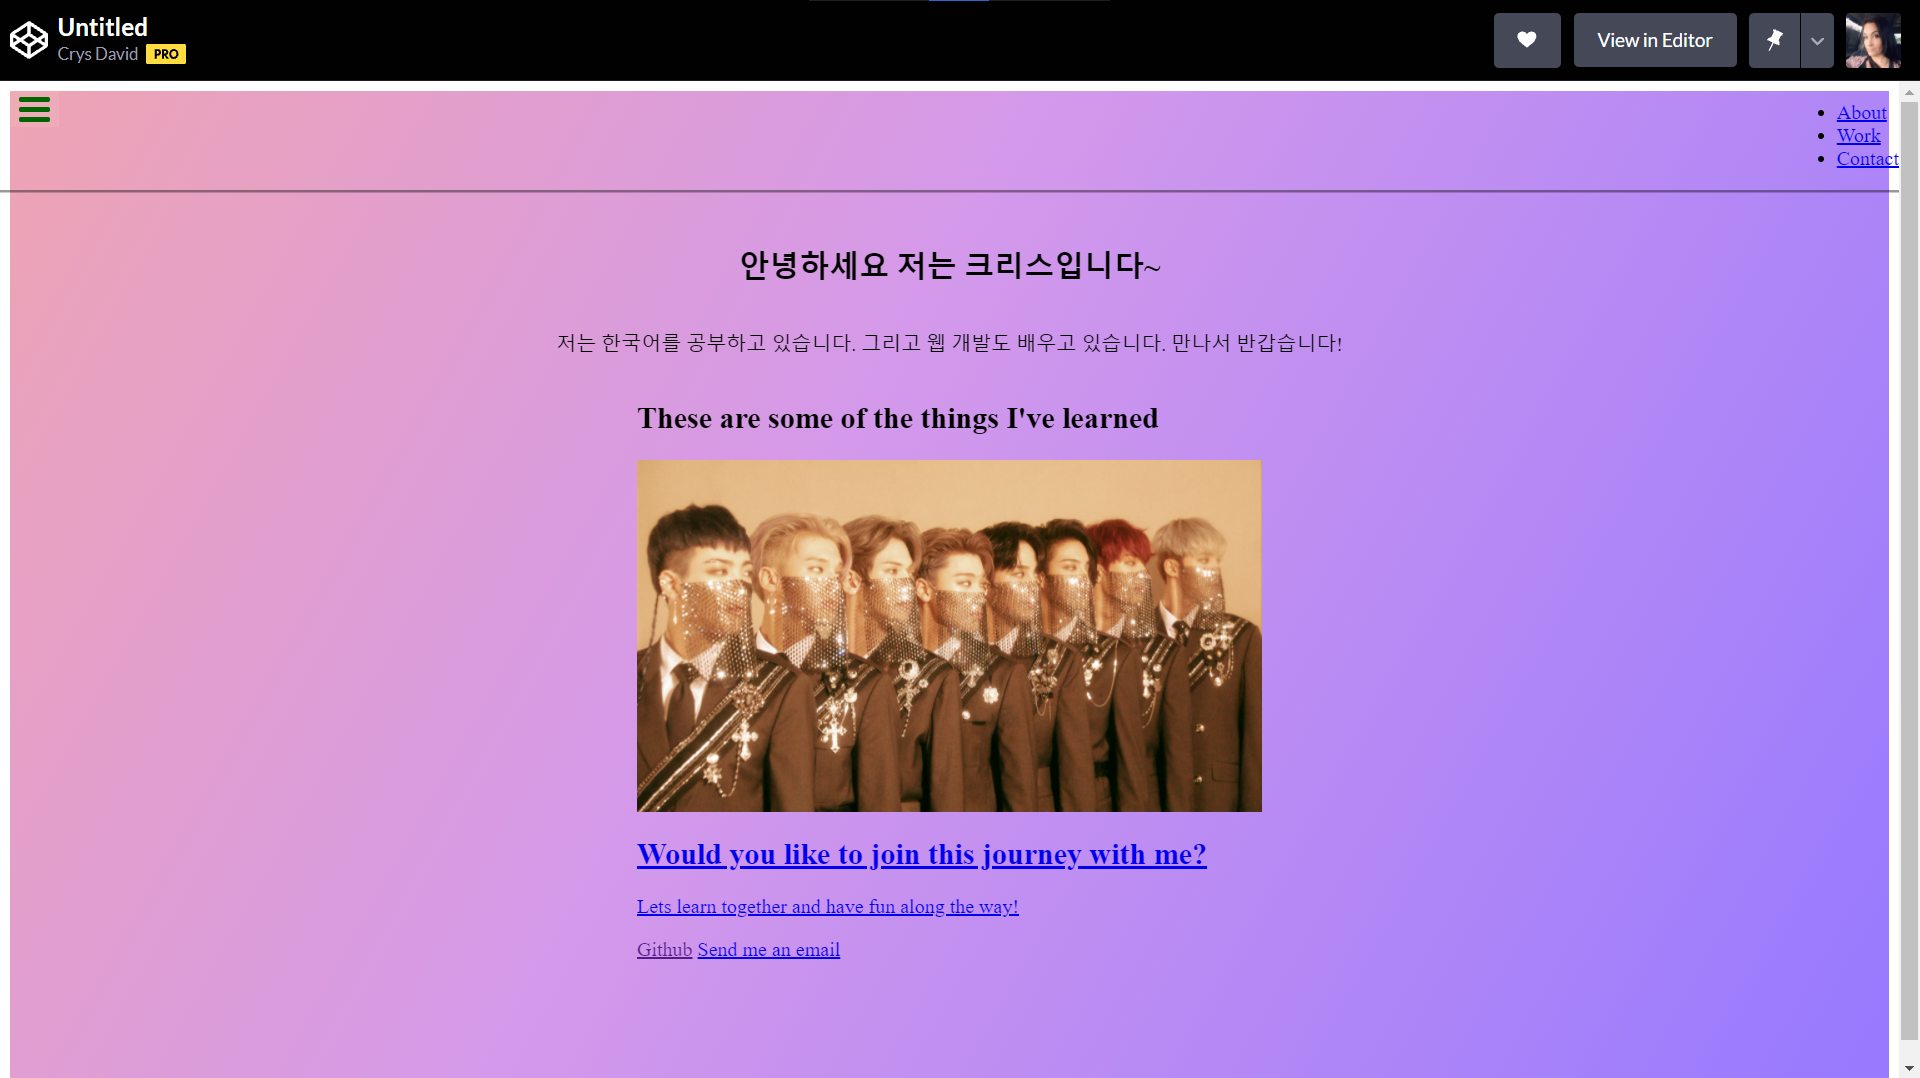 Untitled
Crys David PRO
View in Editor
About
Work
Contact
안녕하세요 저는 크리스입니다~
저는 한국어를 공부하고 있습니다. 그리고 웹 개발도 배우고 있습니다. 만나서 반갑습니다!
These are some of the things I've learned
Would you like to join this journey with me?
Lets learn together and have fun along the way!
Github Send me an email